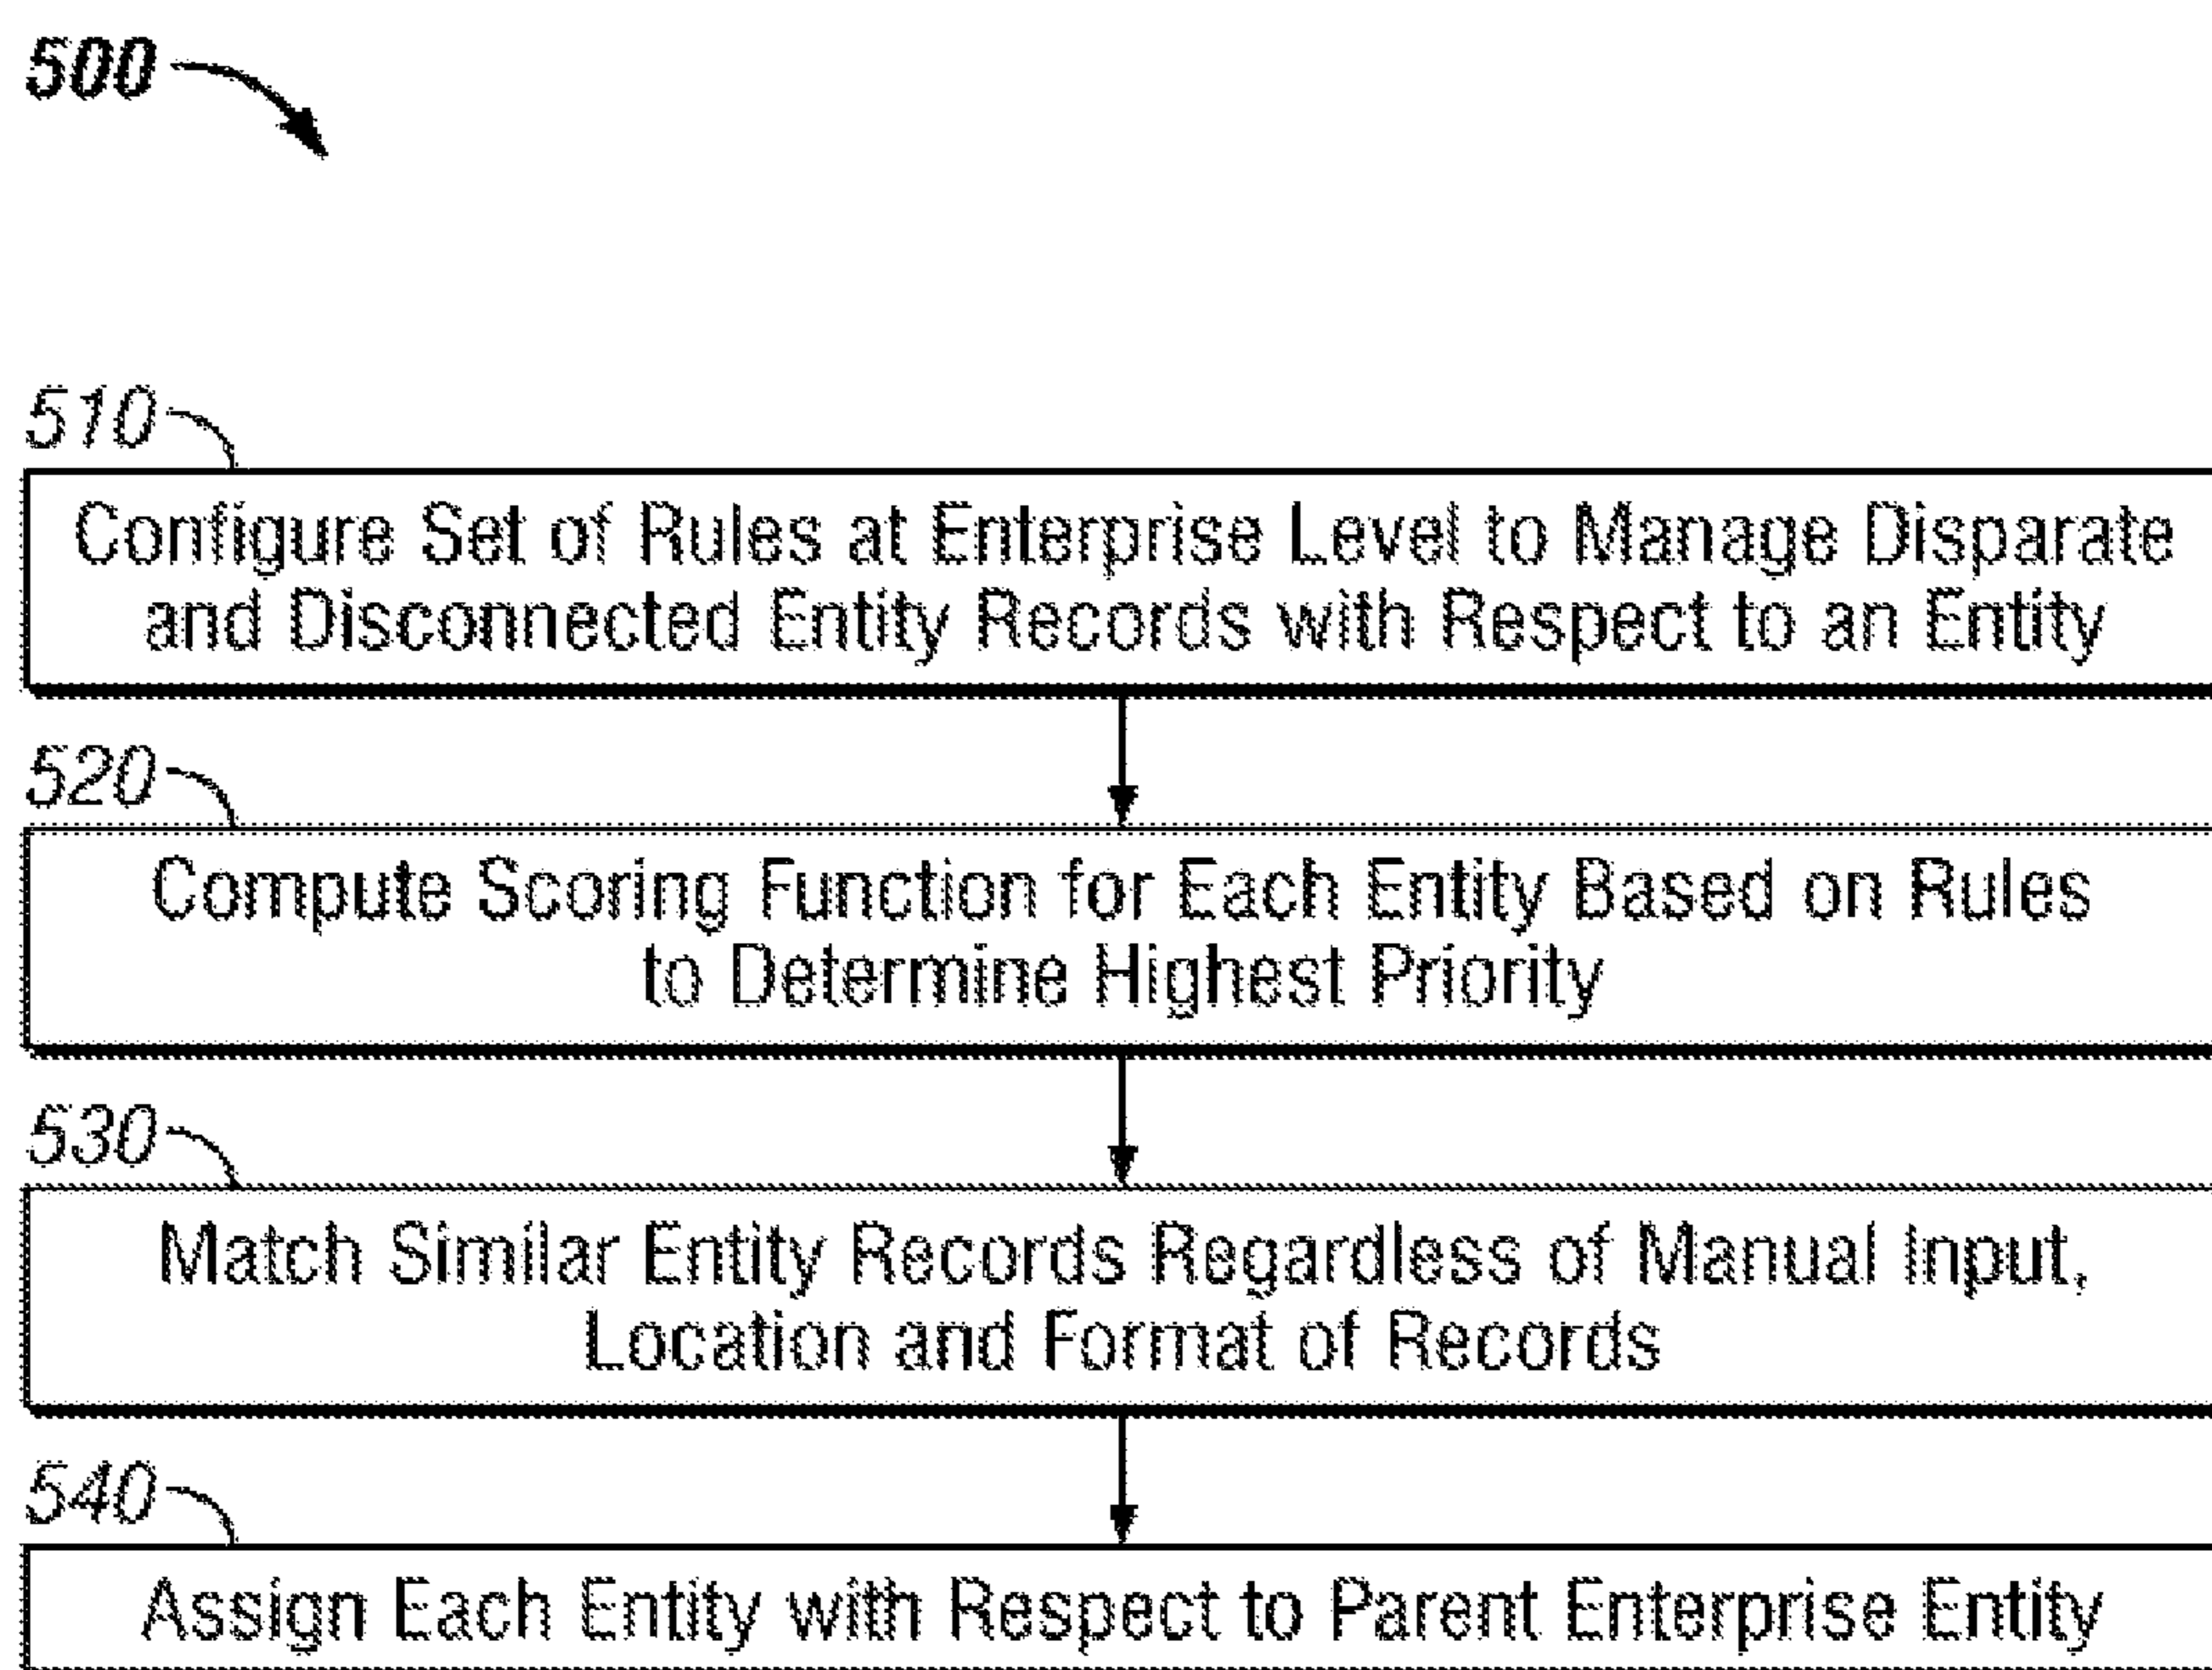 500
510
Configure Set of Rules at Enterprise Level to Manage Disparate
and Disconnected Entity Records with Respect to an Entity
520
Compute Scoring Function for Each Entity Based on Rules
to Determine Highest Priority
530
Match Similar Entity Records Regardless of Manual Input,
Location and Format of Records
540
Assign Each Entity with Respect to Parent Enterprise Entity